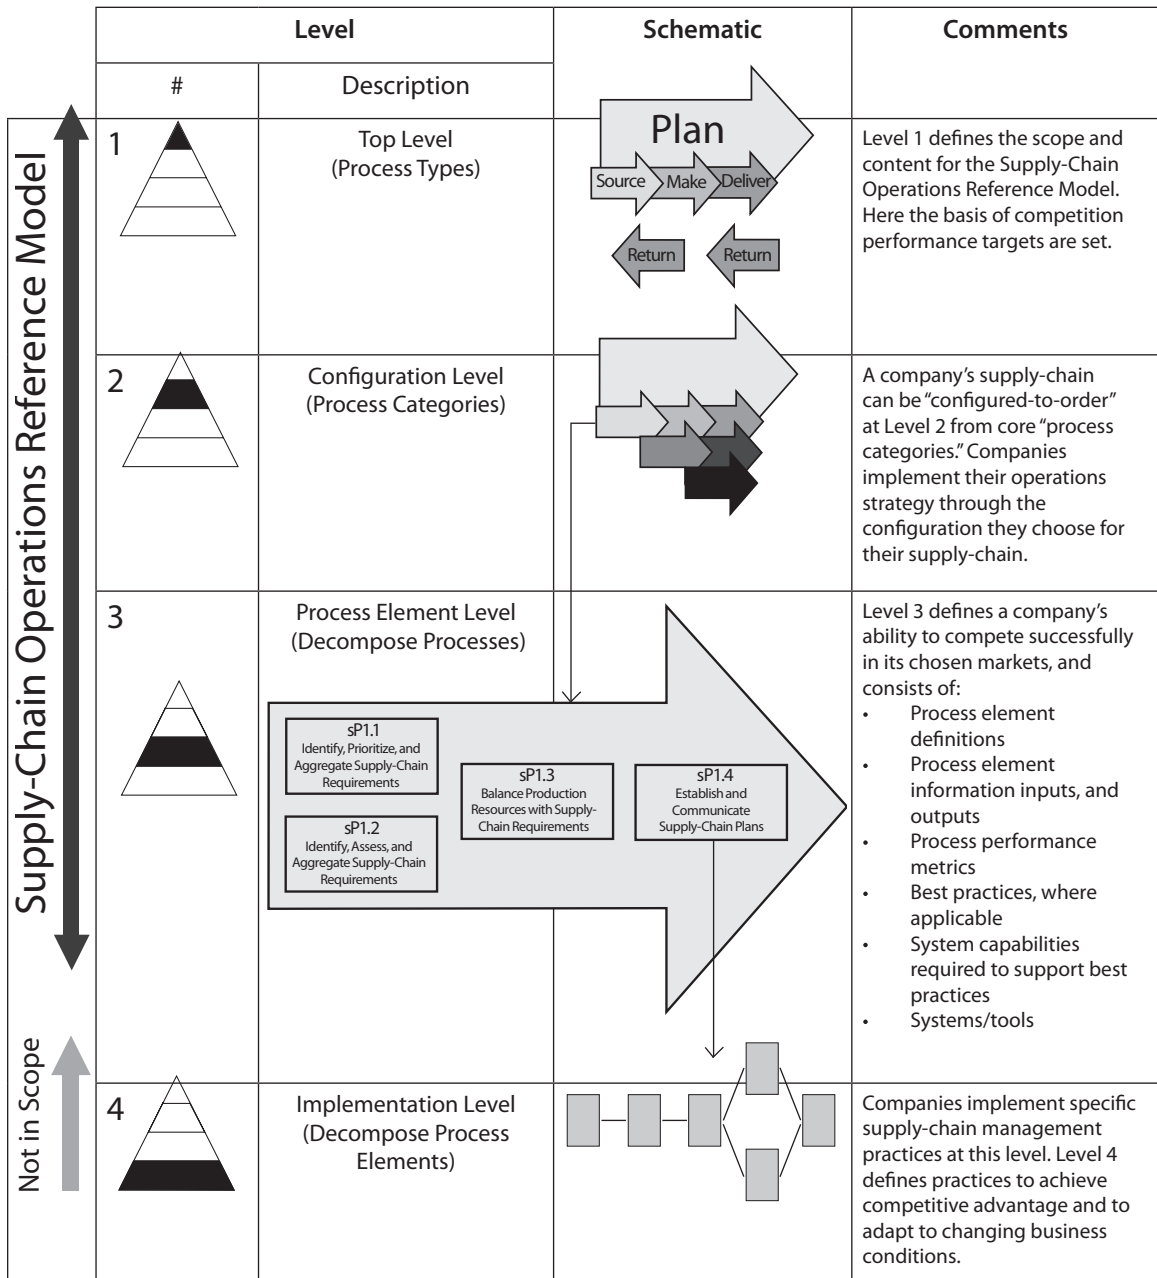 Level
Schematic
Comments
#
Description
Supply-Chain Operations Reference Model
Not in Scope
1
Top Level
(Process Types)
Plan
Source
Make
Deliver
Return
Return
Level 1 defines the scope and
content for the Supply-Chain
Operations Reference Model.
Here the basis of competition
performance targets are set.
2
Configuration Level
(Process Categories)
A company’s supply-chain
can be “configured-to-order”
at Level 2 from core “process
categories.” Companies
implement their operations
strategy through the
configuration they choose for
their supply-chain.
3
Process Element Level
(Decompose Processes)
sP1.1
Identify, Prioritize, and
Aggregate Supply-Chain
Requirements
sP1.2
Identify, Assess, and
Aggregate Supply-Chain
Requirements
sP1.3
Balance Production
Resources with Supply-
Chain Requirements
sP1.4
Establish and
Communicate
Supply-Chain Plans
Level 3 defines a company’s
ability to compete successfully
in its chosen markets, and
consists of:
• Process element
definitions
• Process element
information inputs, and
outputs
• Process performance
metrics
• Best practices, where
applicable
• System capabilities
required to support best
practices
• Systems/tools
4
Implementation Level
(Decompose Process
Elements)
Companies implement specific
supply-chain management
practices at this level. Level 4
defines practices to achieve
competitive advantage and to
adapt to changing business
conditions.